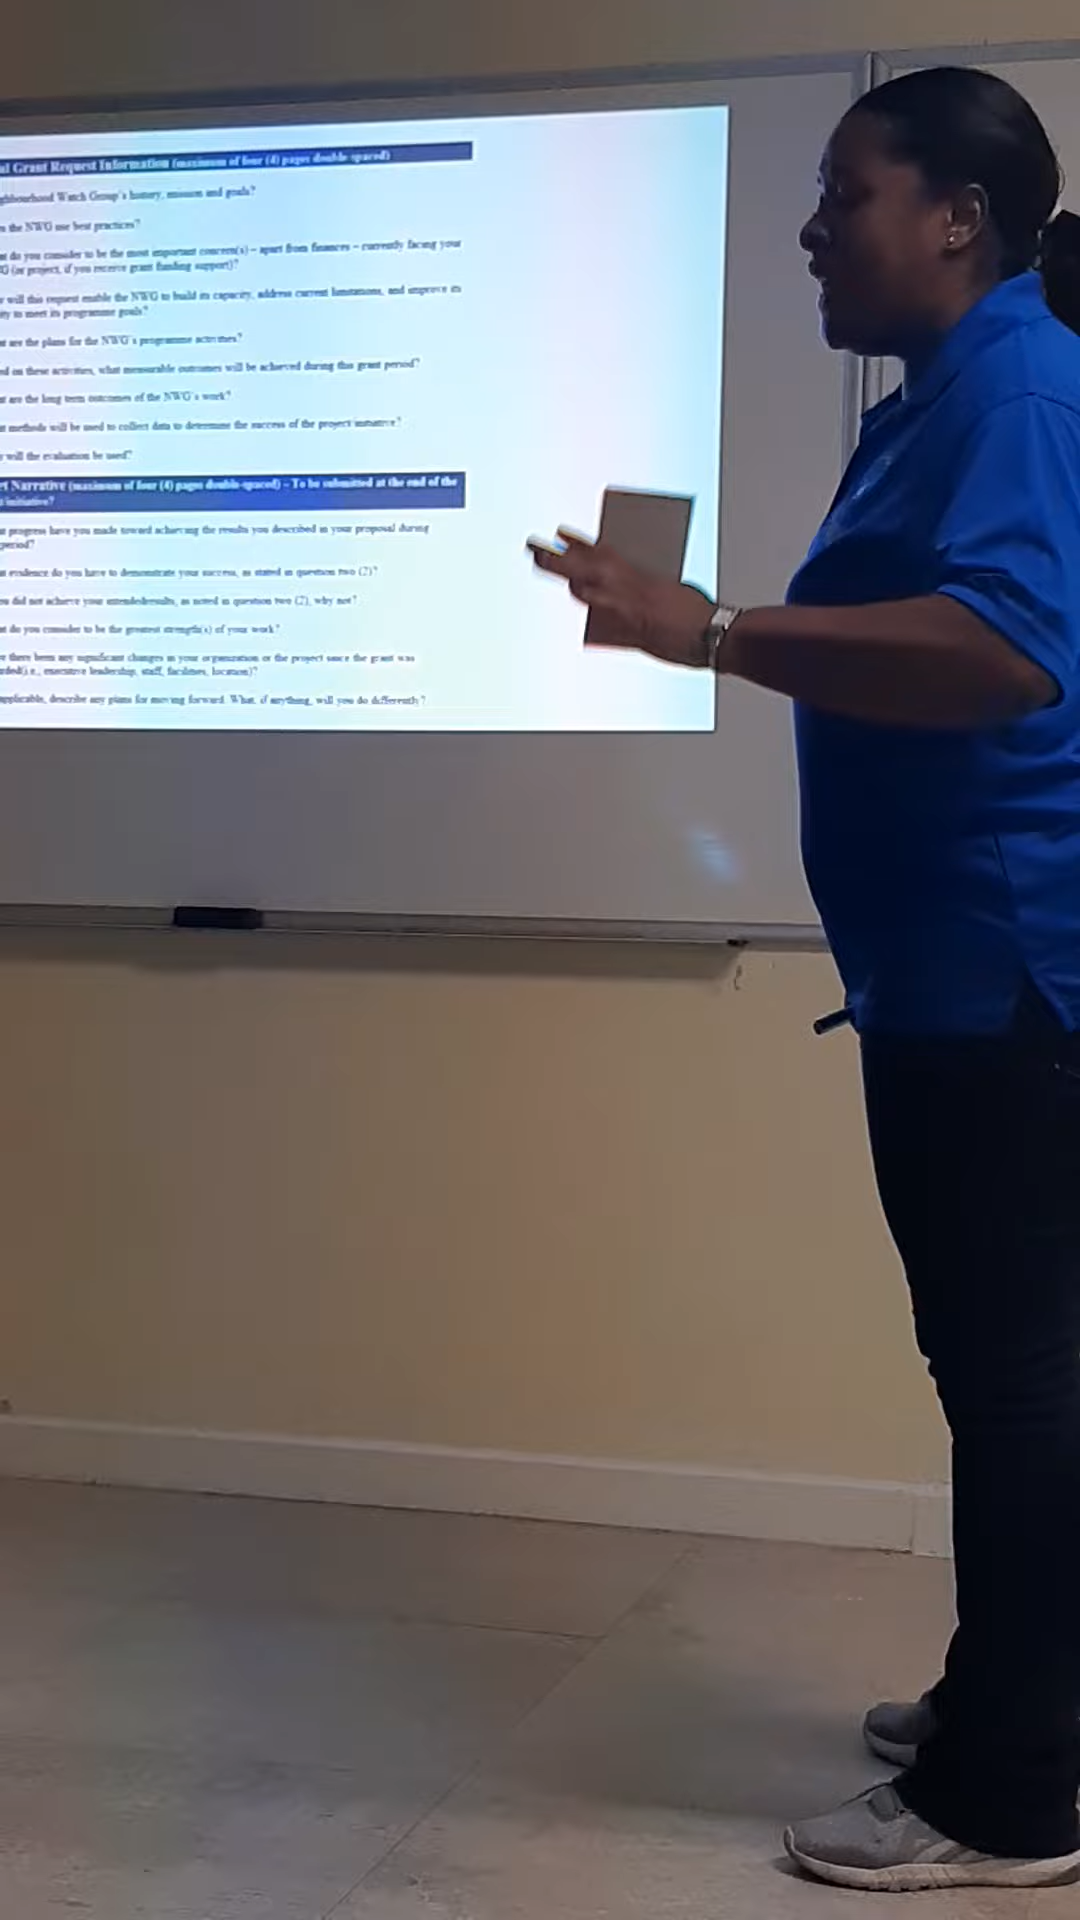 Grant Request Information (maximum of four (4) pages double-spaced)
Neighbourhood Watch Group's history, mission and goals?
the NWG use best practices?
do you consider to be the most important concern(s) – apart from finances – currently facing your
(or project, if you receive grant funding support)?
will this request enable the NWG to build its capacity, address current limitations, and improve its
to meet its programme goals?
are the plans for the NWG's programme activities?
on these activities, what measurable outcomes will be achieved during this grant period?
are the long term outcomes of the NWG's work?
methods will be used to collect data to determine the success of the project/initiative?
will the evaluation be used?
Narrative (maximum of four (4) pages double-spaced) – To be submitted at the end of the
initiative?
progress have you made toward achieving the results you described in your proposal during
period?
evidence do you have to demonstrate your success, as stated in question two (2)?
did not achieve your intended results, as noted in question two (2), why not?
do you consider to be the greatest strength(s) of your work?
there been any significant changes in your organization or the project since the grant was
(i.e., executive leadership, staff, facilities, location)?
applicable, describe any plans for moving forward. What, if anything, will you do differently?